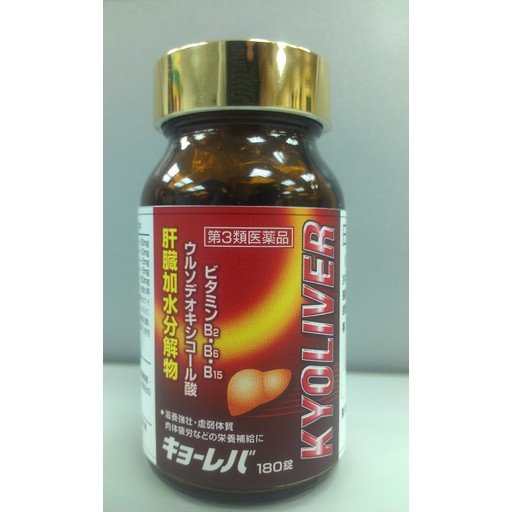 第3類医薬品
KYOLIVER
ビタミンB2・B6・B15
ウルソデオキシコール酸
肝臓加水分解物
●滋養強壮・虚弱体質
肉体疲労などの栄養補給に
キョーレバ
180錠